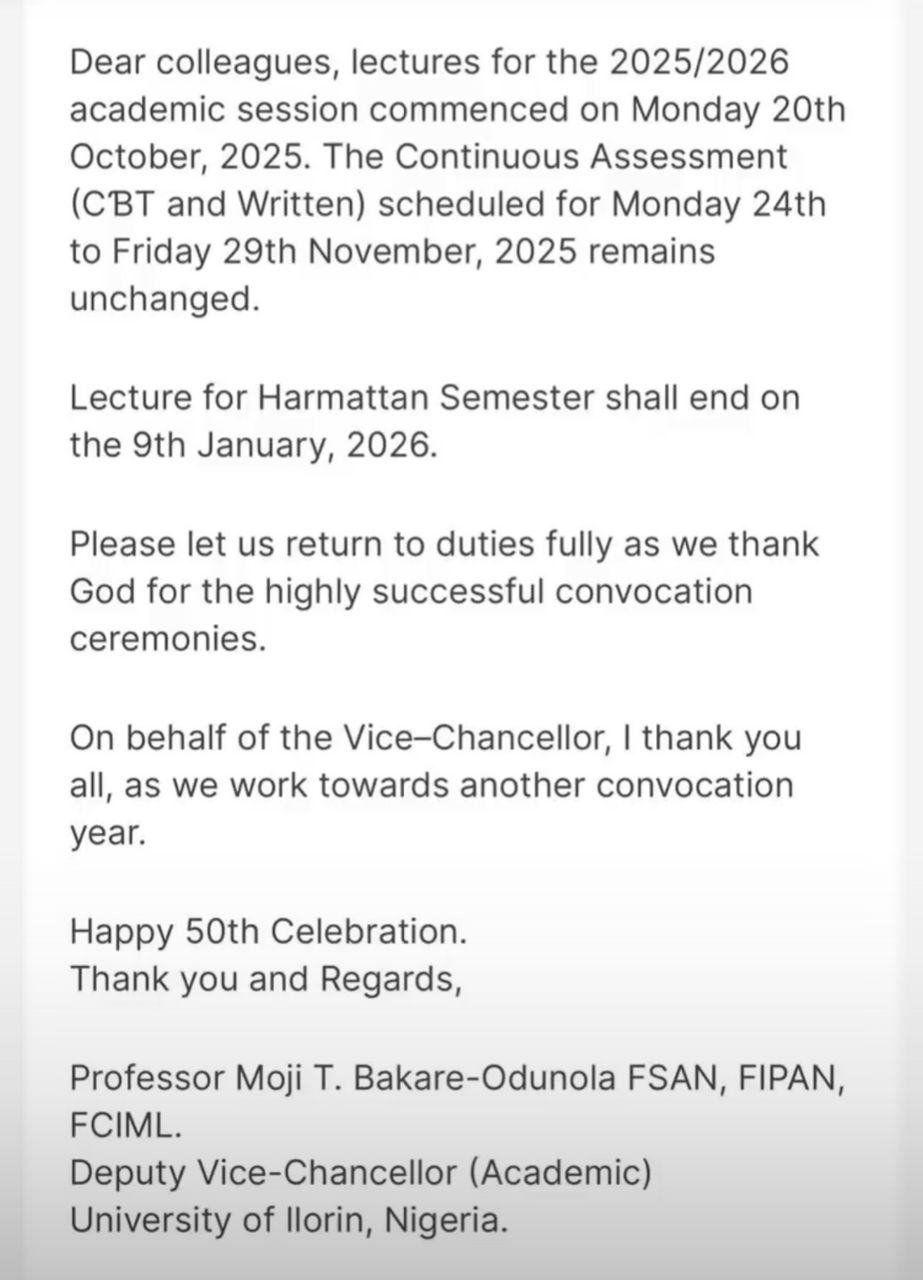 Dear colleagues, lectures for the 2025/2026
academic session commenced on Monday 20th
October, 2025. The Continuous Assessment
(CBT and Written) scheduled for Monday 24th
to Friday 29th November, 2025 remains
unchanged.
Lecture for Harmattan Semester shall end on
the 9th January, 2026.
Please let us return to duties fully as we thank
God for the highly successful convocation
ceremonies.
On behalf of the Vice–Chancellor, I thank you
all, as we work towards another convocation
year.
Happy 50th Celebration.
Thank you and Regards,
Professor Moji T. Bakare-Odunola FSAN, FIPAN,
FCIML.
Deputy Vice-Chancellor (Academic)
University of Ilorin, Nigeria.